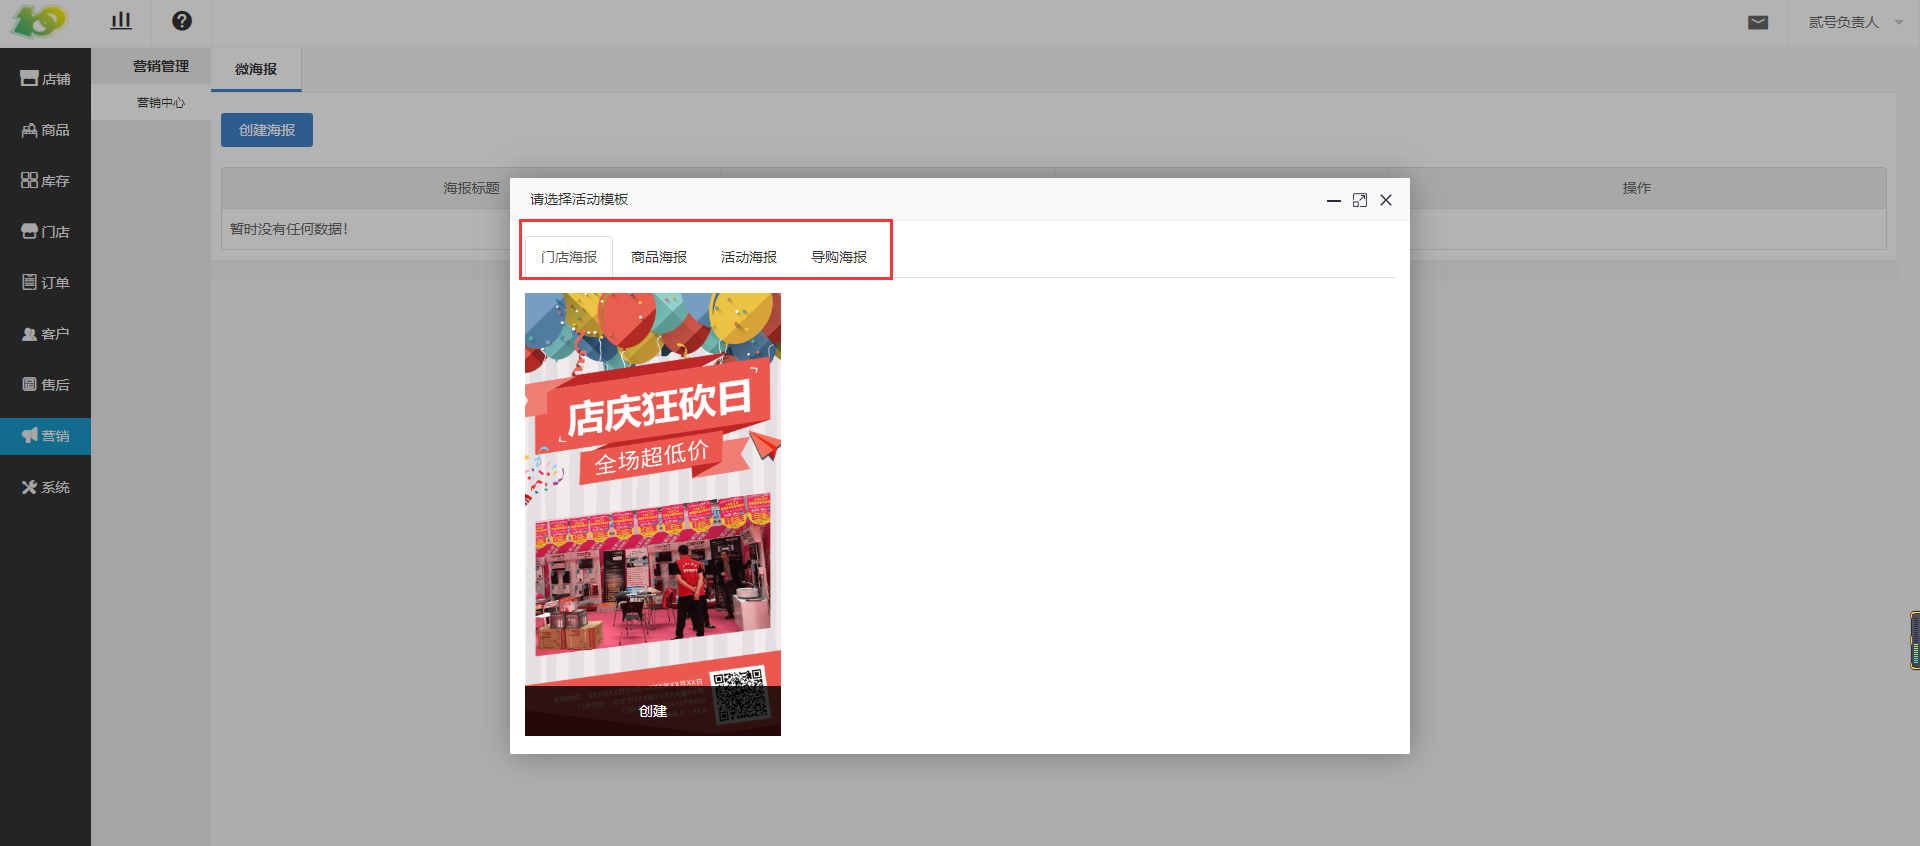 贰号负责人
店铺
商品
库存
门店
订单
客户
售后
营销
系统
营销管理
营销中心
微海报
创建海报
海报标题
操作
暂时没有任何数据!
请选择活动模板
门店海报
商品海报
活动海报
导购海报
店庆狂砍日
全场超低价
创建